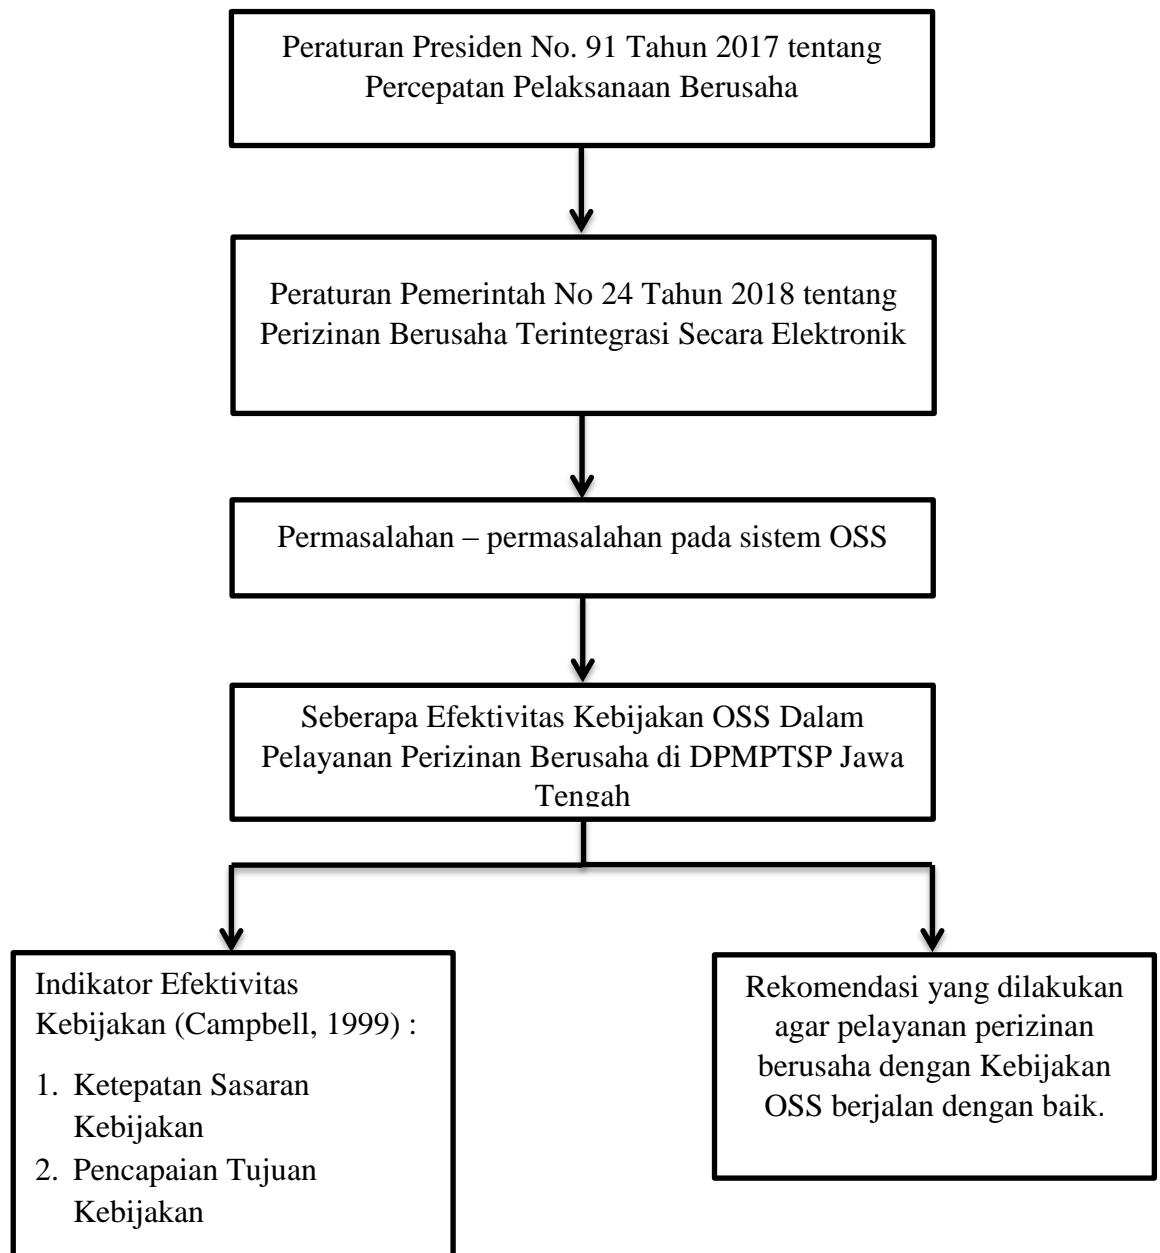 Peraturan Presiden No. 91 Tahun 2017 tentang
Percepatan Pelaksanaan Berusaha
Peraturan Pemerintah No 24 Tahun 2018 tentang
Perizinan Berusaha Terintegrasi Secara Elektronik
Permasalahan – permasalahan pada sistem OSS
Seberapa Efektivitas Kebijakan OSS Dalam
Pelayanan Perizinan Berusaha di DPMPTSP Jawa
Tengah
Indikator Efektivitas
Kebijakan (Campbell, 1999) :
1. Ketepatan Sasaran
Kebijakan
2. Pencapaian Tujuan
Kebijakan
Rekomendasi yang dilakukan
agar pelayanan perizinan
berusaha dengan Kebijakan
OSS berjalan dengan baik.